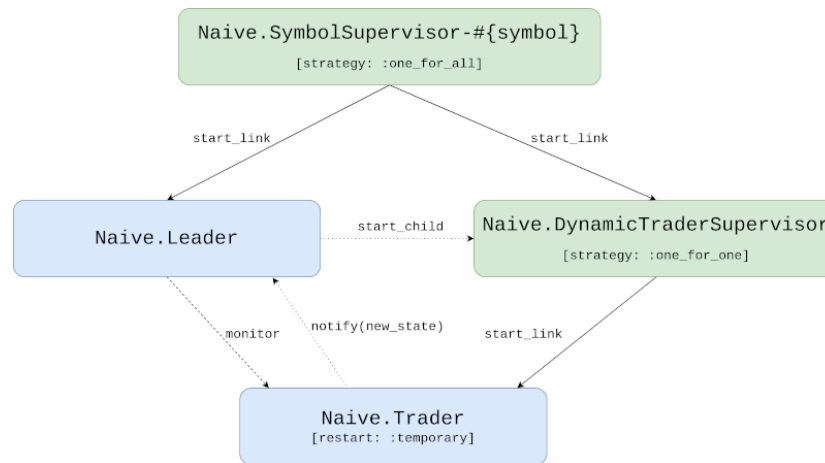 Naive.SymbolSupervisor-#{symbol}
[strategy: :one_for_all]
start_link
start_link
Naive.Leader
start_child
Naive.DynamicTraderSupervisor
[strategy: :one_for_one]
monitor
notify(new_state)
start_link
Naive.Trader
[restart: :temporary]